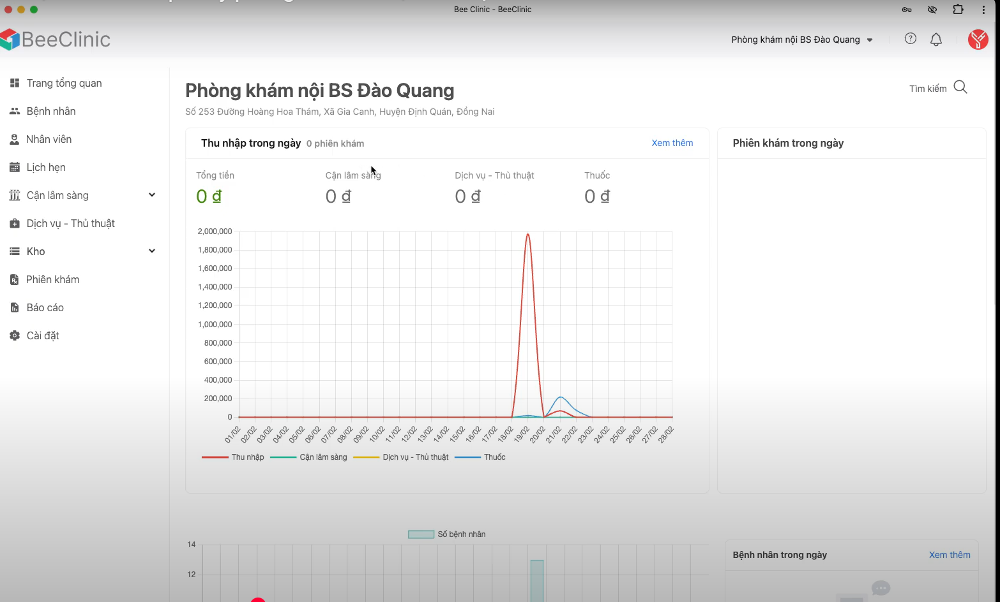 Bee Clinic - BeeClinic
BeeClinic
Phòng khám nội BS Đào Quang
Trang tổng quan
Bệnh nhân
Nhân viên
Lịch hẹn
Cận lâm sàng
Dịch vụ - Thủ thuật
Kho
Phiên khám
Báo cáo
Cài đặt
Phòng khám nội BS Đào Quang
Tìm kiếm
Số 253 Đường Hoàng Hoa Thám, Xã Gia Canh, Huyện Định Quán, Đồng Nai
Thu nhập trong ngày 0 phiên khám Xem thêm
Tổng tiền Cận lâm sàng Dịch vụ - Thủ thuật Thuốc
0 đ 0 đ 0 đ 0 đ
2,000,000
1,800,000
1,600,000
1,400,000
1,200,000
1,000,000
800,000
600,000
400,000
200,000
0
01/02 02/02 03/02 04/02 05/02 06/02 07/02 08/02 09/02 10/02 11/02 12/02 13/02 14/02 15/02 16/02 17/02 18/02 19/02 20/02 21/02 22/02 23/02 24/02 25/02 26/02 27/02 28/02
Thu nhập Cận lâm sàng Dịch vụ - Thủ thuật Thuốc
Phiên khám trong ngày
Số bệnh nhân
14
12
Bệnh nhân trong ngày Xem thêm